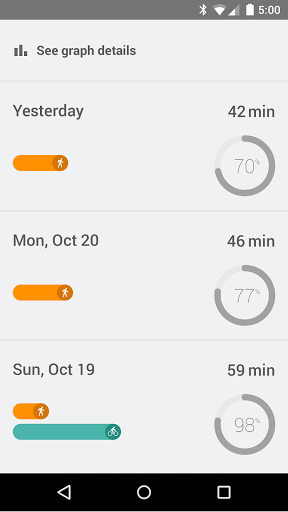 5:00
See graph details
Yesterday 42 min
70%
Mon, Oct 20 46 min
77%
Sun, Oct 19 59 min
98%